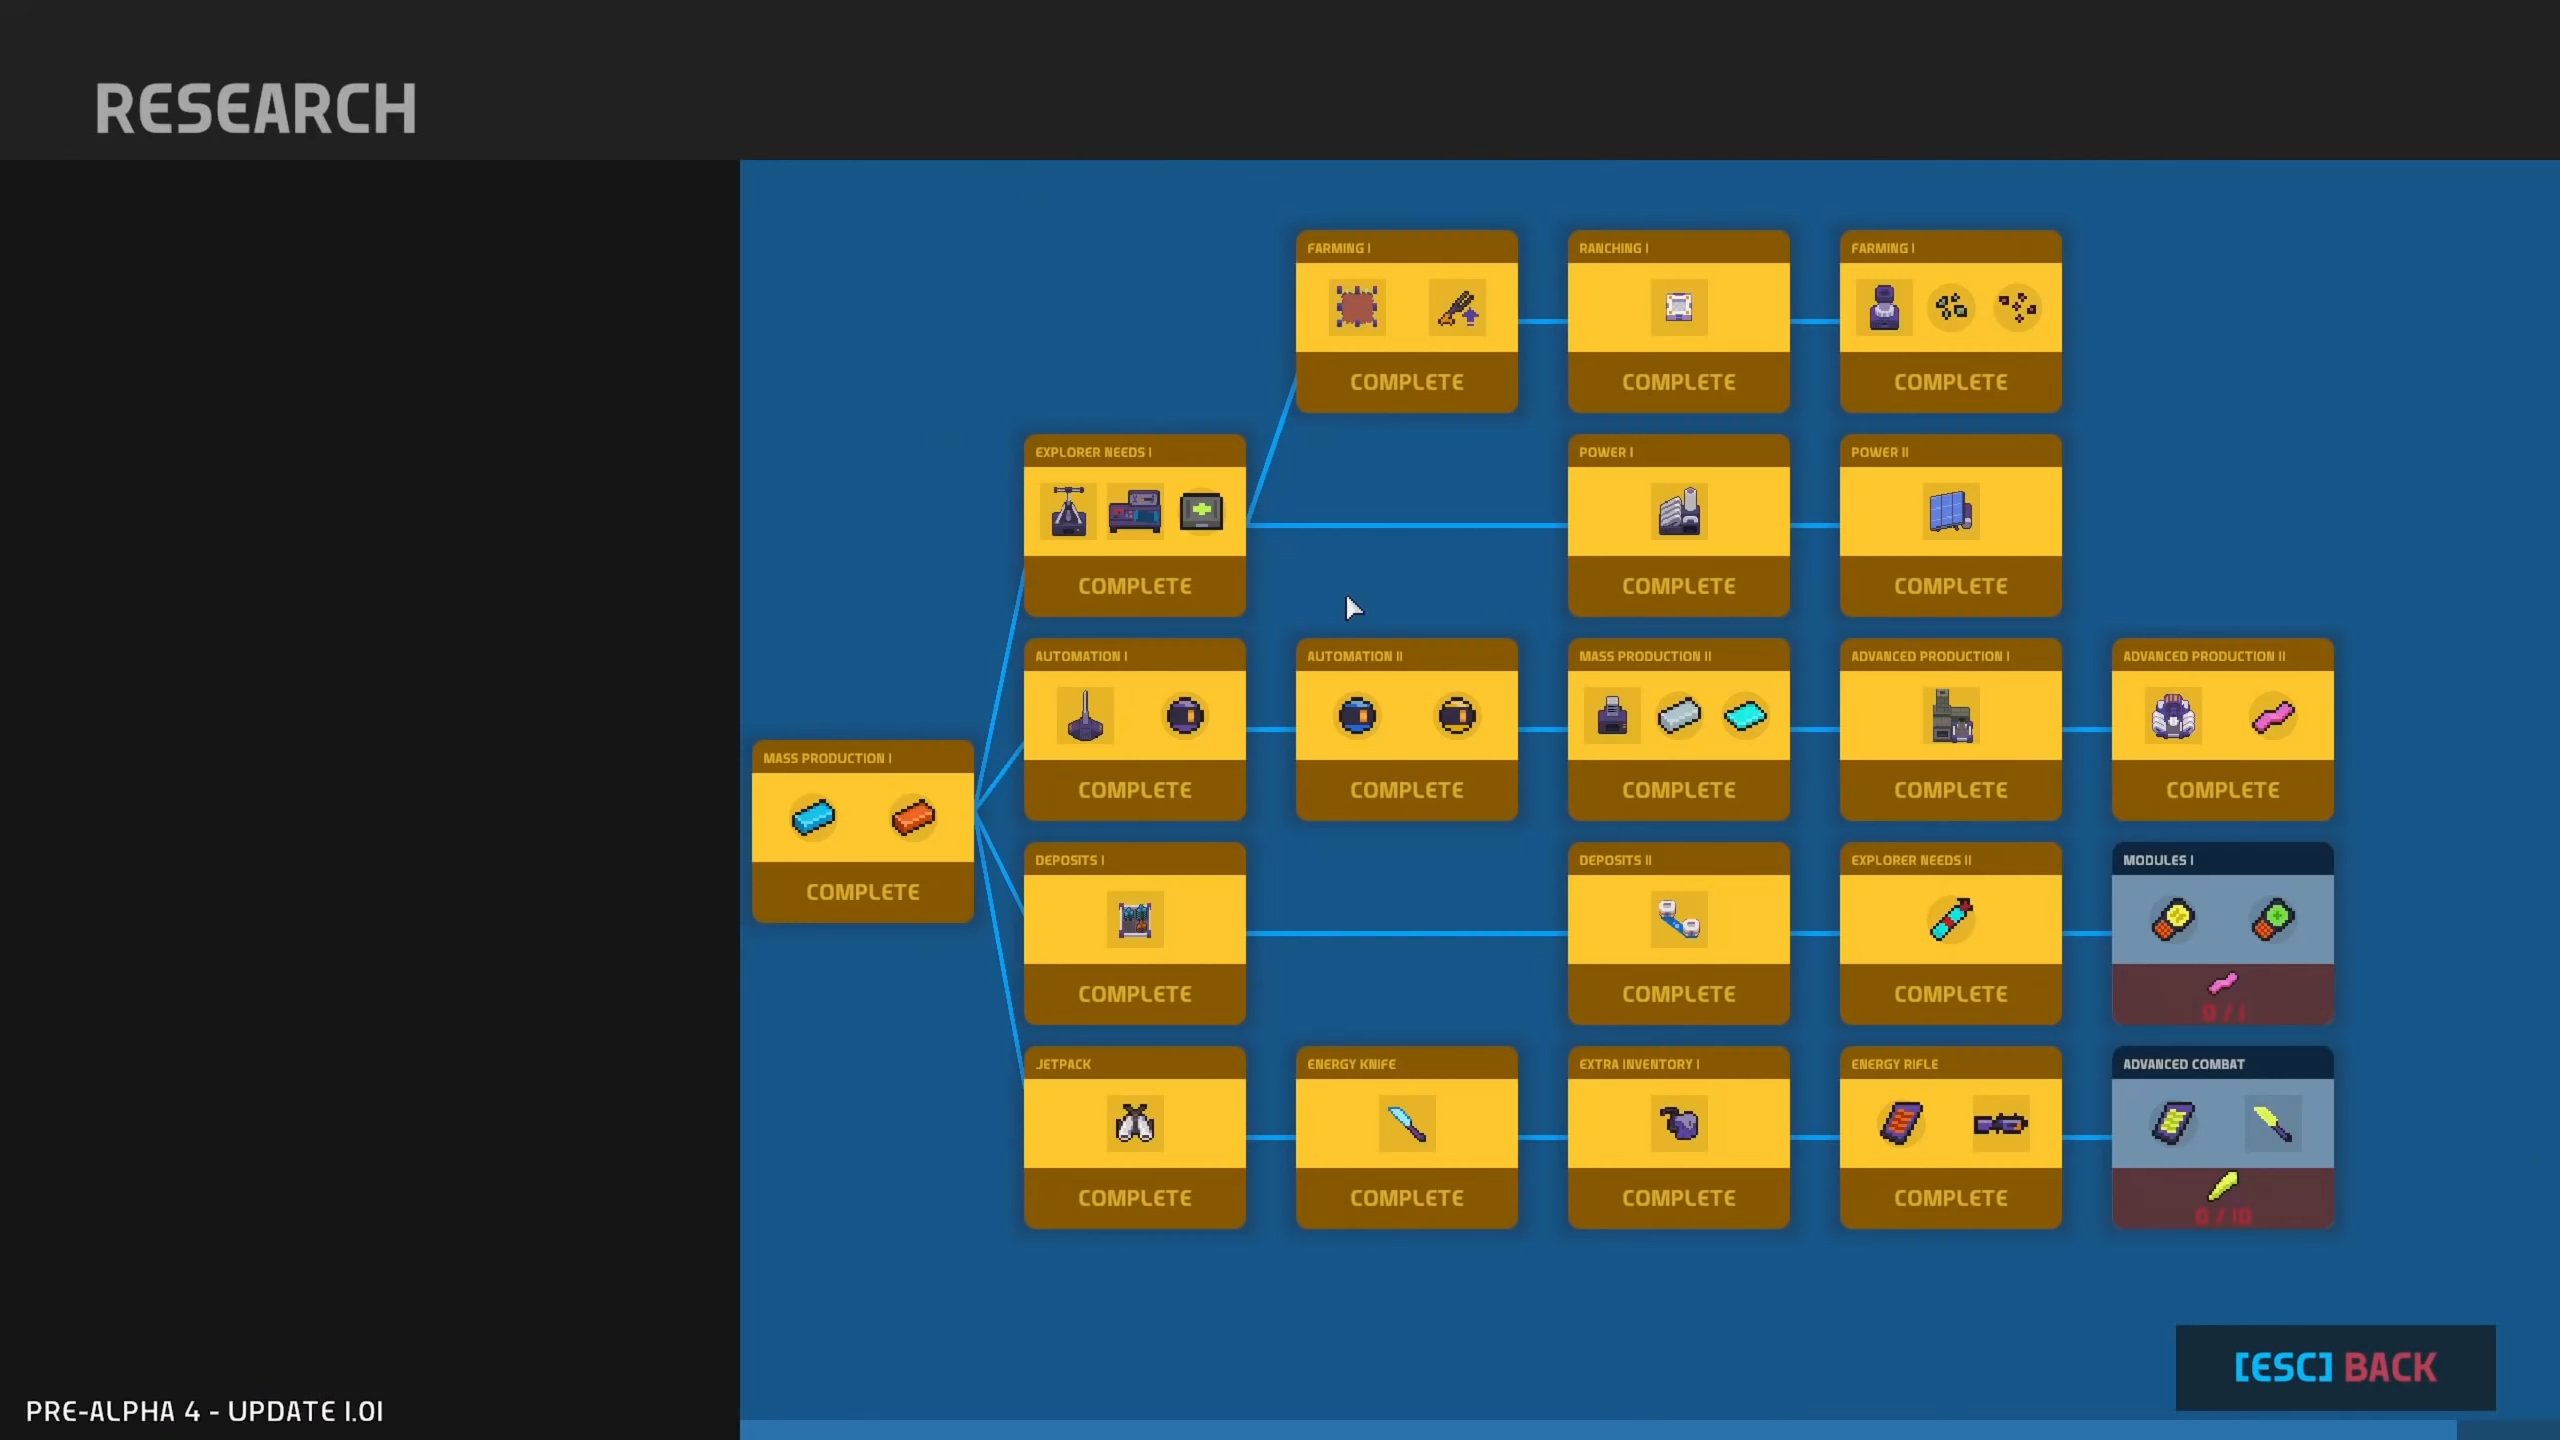 RESEARCH
FARMING I
COMPLETE
RANCHING I
COMPLETE
FARMING I
COMPLETE
EXPLORER NEEDS I
COMPLETE
POWER I
COMPLETE
POWER II
COMPLETE
AUTOMATION I
COMPLETE
AUTOMATION II
COMPLETE
MASS PRODUCTION II
COMPLETE
ADVANCED PRODUCTION I
COMPLETE
ADVANCED PRODUCTION II
COMPLETE
MASS PRODUCTION I
COMPLETE
DEPOSITS I
COMPLETE
DEPOSITS II
COMPLETE
EXPLORER NEEDS II
COMPLETE
MODULES I
0 / 1
JETPACK
COMPLETE
ENERGY KNIFE
COMPLETE
EXTRA INVENTORY I
COMPLETE
ENERGY RIFLE
COMPLETE
ADVANCED COMBAT
0 / 10
[ESC] BACK
PRE-ALPHA 4 - UPDATE 1.01